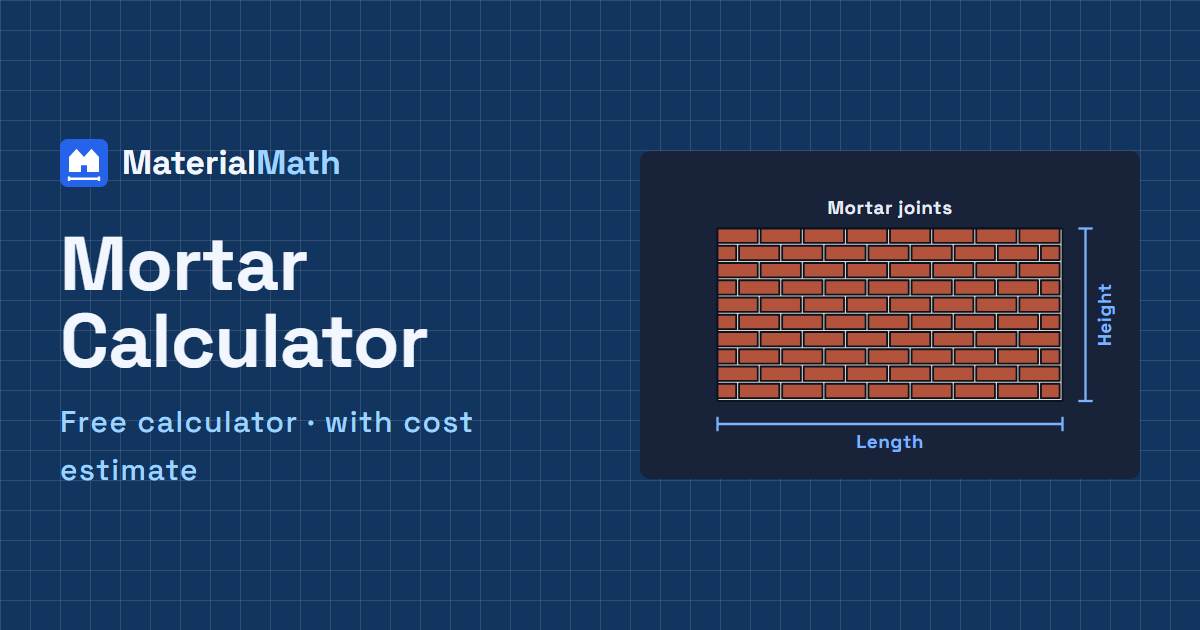 MaterialMath
Mortar
Calculator
Free calculator · with cost
estimate
Mortar joints
Height
Length